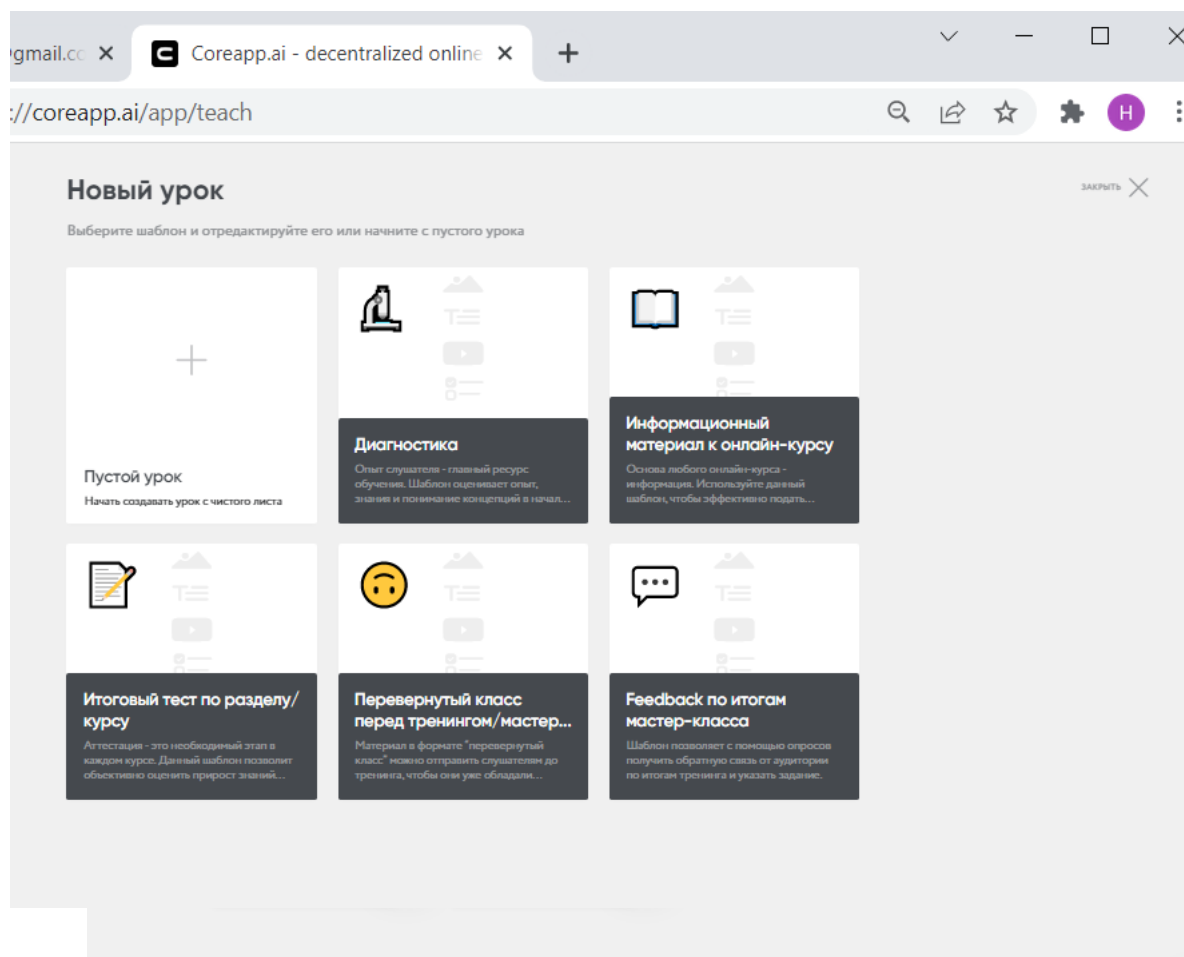 gmail.cc
Coreapp.ai - decentralized online
://coreapp.ai/app/teach
H
Новый урок
ЗАКРЫТЬ
Выберите шаблон и отредактируйте его или начните с пустого урока
Пустой урок
Начать создавать урок с чистого листа
Диагностика
Опыт слушателя - главный ресурс
обучения. Шаблон оценивает опыт,
знания и понимание концепций в начал...
Информационный
материал к онлайн-курсу
Основа любого онлайн-курса -
информация. Используйте данный
шаблон, чтобы эффективно подать...
Итоговый тест по разделу/
курсу
Аттестация - это необходимый этап в
каждом курсе. Данный шаблон позволит
объективно оценить прирост знаний...
Перевернутый класс
перед тренингом/мастер...
Материал в формате "перевернутый
класс" можно отправить слушателям до
тренинга, чтобы они уже обладали...
Feedback по итогам
мастер-класса
Шаблон позволяет с помощью опросов
получить обратную связь от аудитории
по итогам тренинга и указать задание.